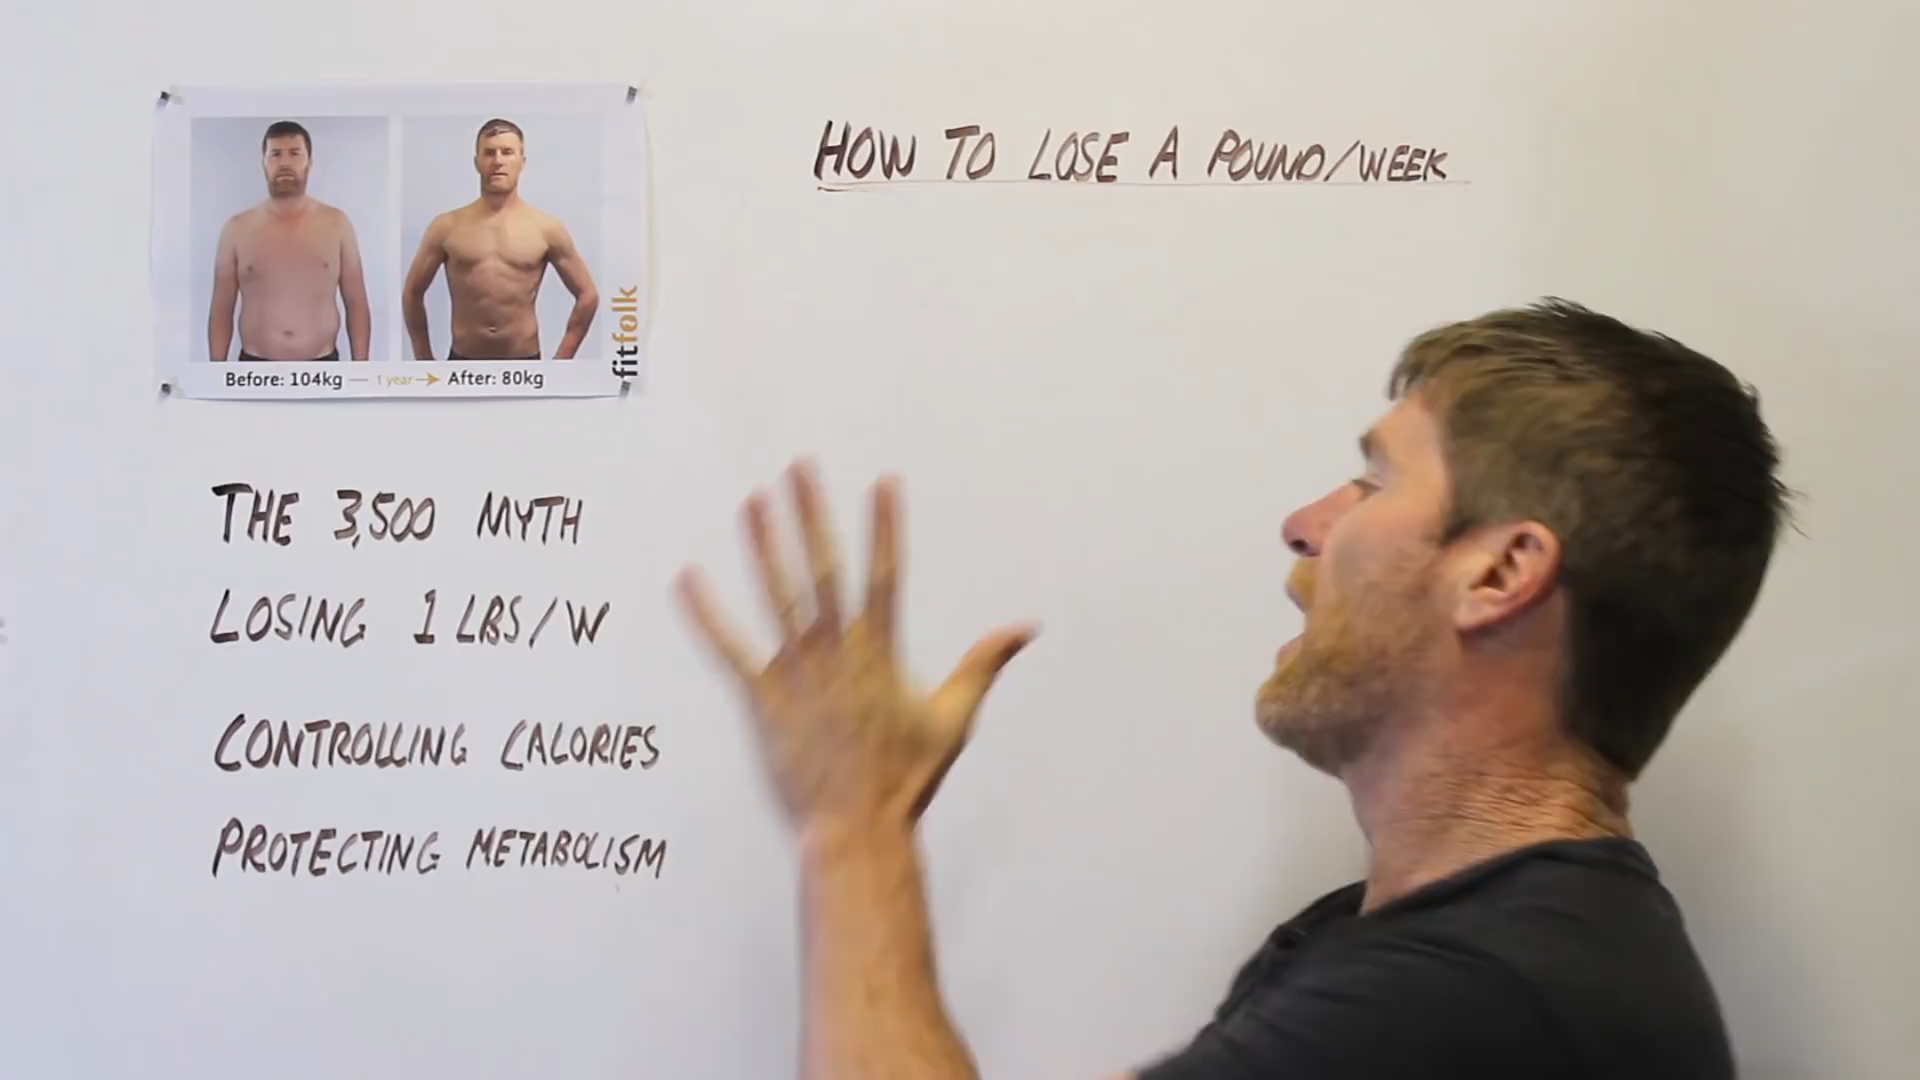 HOW TO LOSE A POUND/WEEK
fitfolk
Before: 104kg — 1 year → After: 80kg
THE 3,500 MYTH
LOSING 1 LBS/W
CONTROLLING CALORIES
PROTECTING METABOLISM